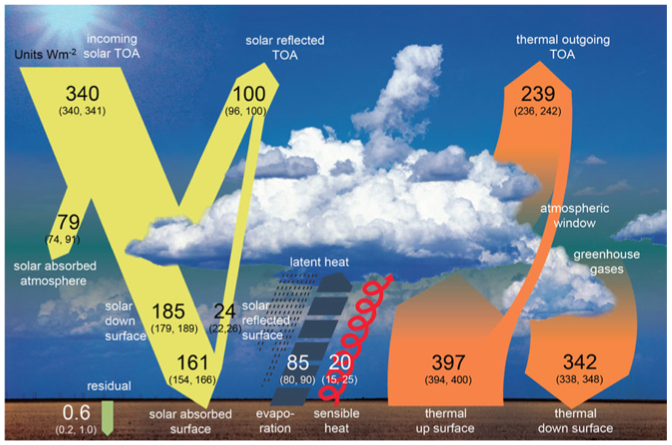 incoming
solar TOA
Units Wm-2
solar reflected
TOA
thermal outgoing
TOA
340
(340, 341)
100
(96, 100)
239
(236, 242)
79
(74, 91)
solar absorbed
atmosphere
atmospheric
window
greenhouse
gases
latent heat
solar
down
surface
185
(179, 189)
24
(22,26)
solar
reflected
surface
161
(154, 166)
85
(80, 90)
20
(15, 25)
397
(394, 400)
342
(338, 348)
residual
0.6
(0.2, 1.0)
solar absorbed
surface
evapo-
ration
sensible
heat
thermal
up surface
thermal
down surface